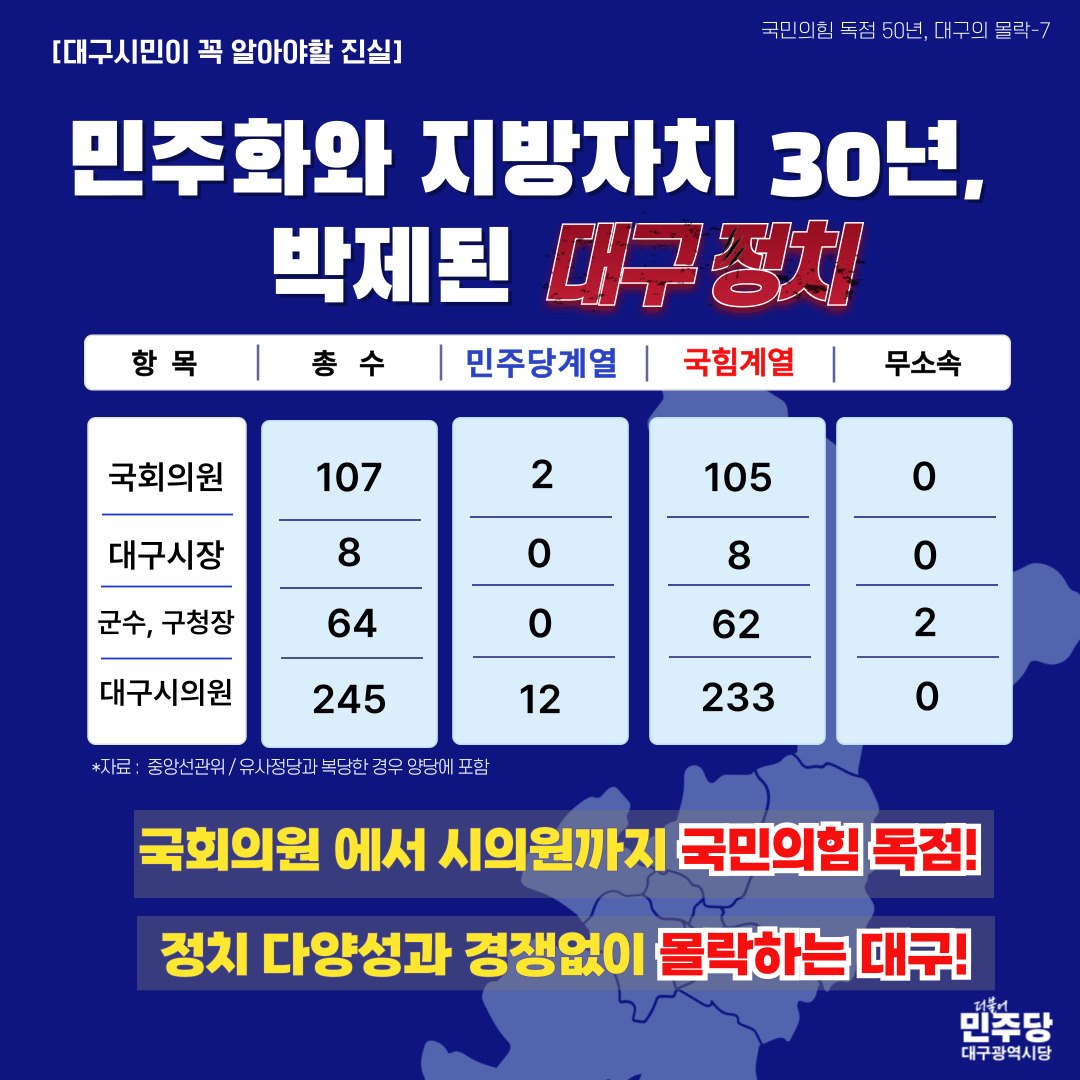 국민의힘 독점 50년, 대구의 몰락-7
[대구시민이 꼭 알아야할 진실]
민주화와 지방자치 30년,
박제된 대구 정치
항 목 총 수 민주당계열 국힘계열 무소속
국회의원 107 2 105 0
대구시장 8 0 8 0
군수, 구청장 64 0 62 2
대구시의원 245 12 233 0
*자료 : 중앙선관위 / 유사정당과 복당한 경우 양당에 포함
국회의원 에서 시의원까지 국민의힘 독점!
정치 다양성과 경쟁없이 몰락하는 대구!
더불어
민주당
대구광역시당